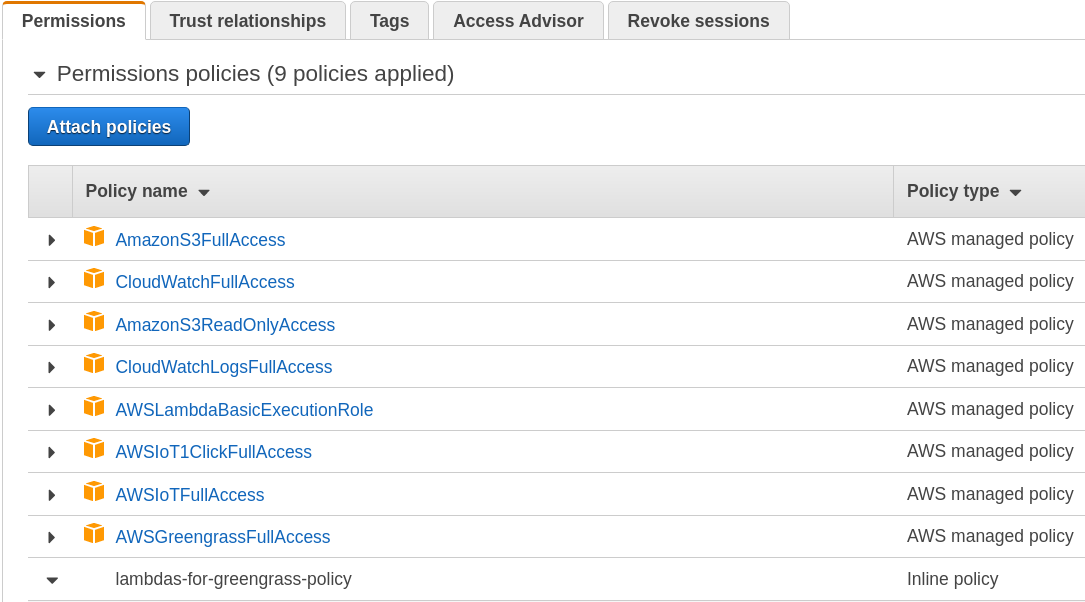 Permissions Trust relationships Tags Access Advisor Revoke sessions
Permissions policies (9 policies applied)
Attach policies
Policy name Policy type
AmazonS3FullAccess AWS managed policy
CloudWatchFullAccess AWS managed policy
AmazonS3ReadOnlyAccess AWS managed policy
CloudWatchLogsFullAccess AWS managed policy
AWSLambdaBasicExecutionRole AWS managed policy
AWSIoT1ClickFullAccess AWS managed policy
AWSIoTFullAccess AWS managed policy
AWSGreengrassFullAccess AWS managed policy
lambdas-for-greengrass-policy Inline policy